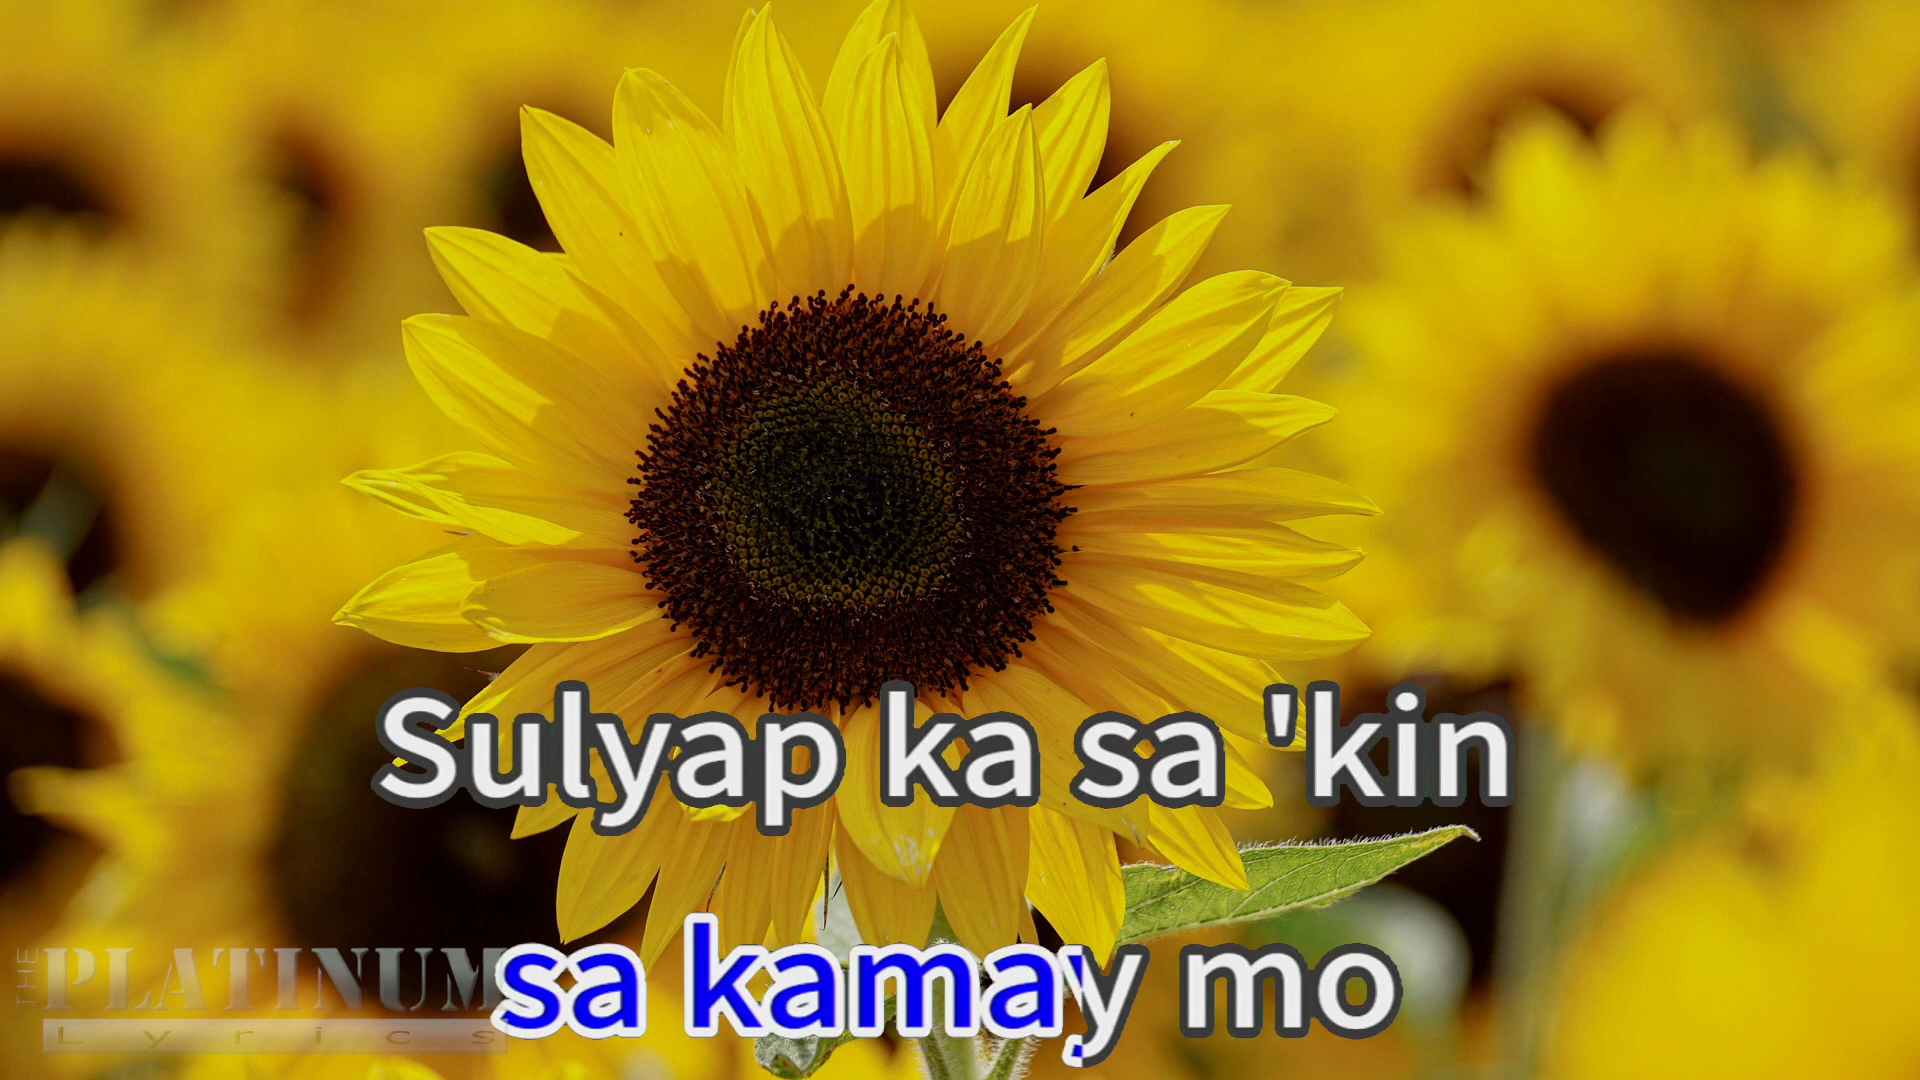 Sulyap ka sa 'kin
sa kamay mo
THE
PLATINUM
Lyrics